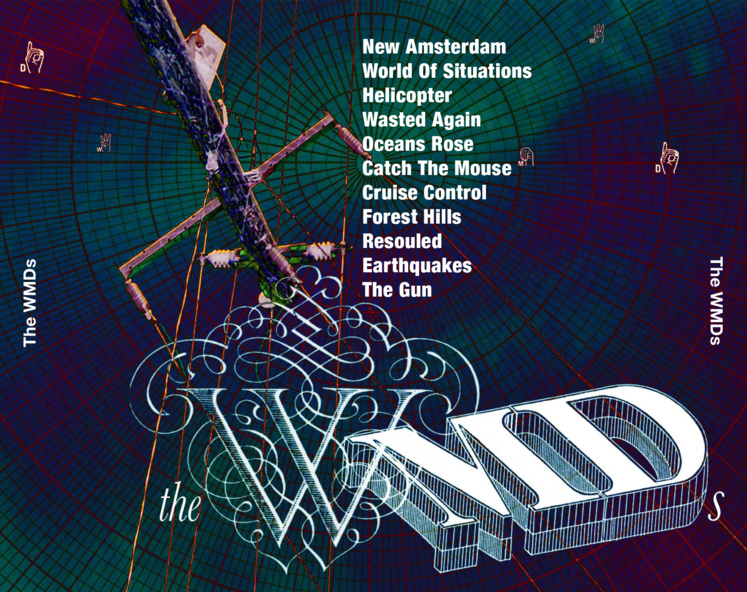 New Amsterdam
World Of Situations
Helicopter
Wasted Again
Oceans Rose
Catch The Mouse
Cruise Control
Forest Hills
Resouled
Earthquakes
The Gun
D
W
W
M
D
The WMDs
The WMDs
the WMDs